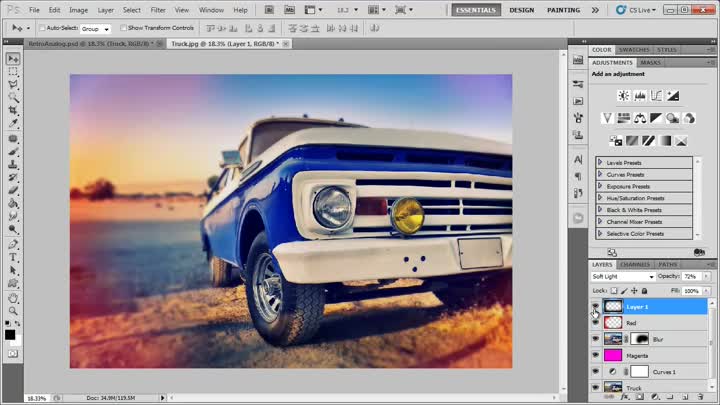 PS
18.2
ESSENTIALS
DESIGN
PAINTING
CS Live
File Edit Image Layer Select Filter Analysis 3D View Window Help
Auto-Select: Group
Show Transform Controls
RetroAnalog.psd @ 18.3% (Truck, RGB/8) *
Truck.jpg @ 18.3% (Layer 1, RGB/8) *
COLOR SWATCHES STYLES
ADJUSTMENTS MASKS
Add an adjustment
Levels Presets
Curves Presets
Exposure Presets
Hue/Saturation Presets
Black & White Presets
Channel Mixer Presets
Selective Color Presets
LAYERS CHANNELS PATHS
Soft Light Opacity: 72%
Lock: Fill: 100%
Layer 1
Red
Blur
Magenta
Curves 1
Truck
18.33% Doc: 34.9M/119.5M